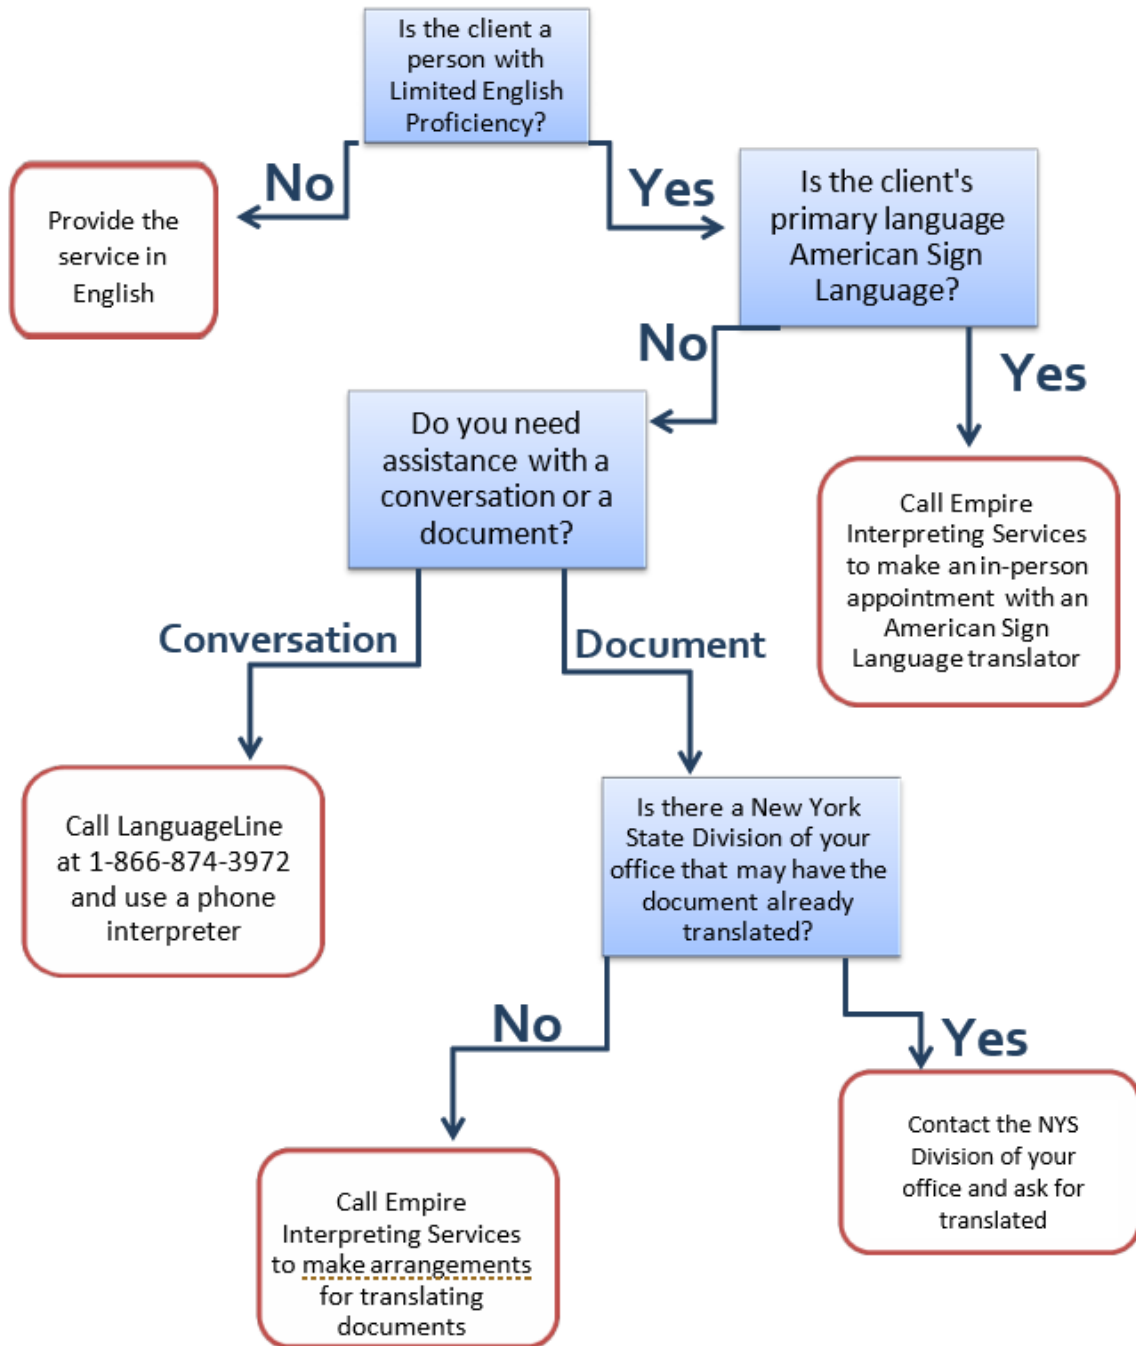 Is the client a
person with
Limited English
Proficiency?
No
Yes
Provide the
service in
English
Is the client's
primary language
American Sign
Language?
No
Yes
Do you need
assistance with a
conversation or a
document?
Call Empire
Interpreting Services
to make an in-person
appointment with an
American Sign
Language translator
Conversation
Document
Call LanguageLine
at 1-866-874-3972
and use a phone
interpreter
Is there a New York
State Division of your
office that may have the
document already
translated?
No
Yes
Call Empire
Interpreting Services
to make arrangements
for translating
documents
Contact the NYS
Division of your
office and ask for
translated